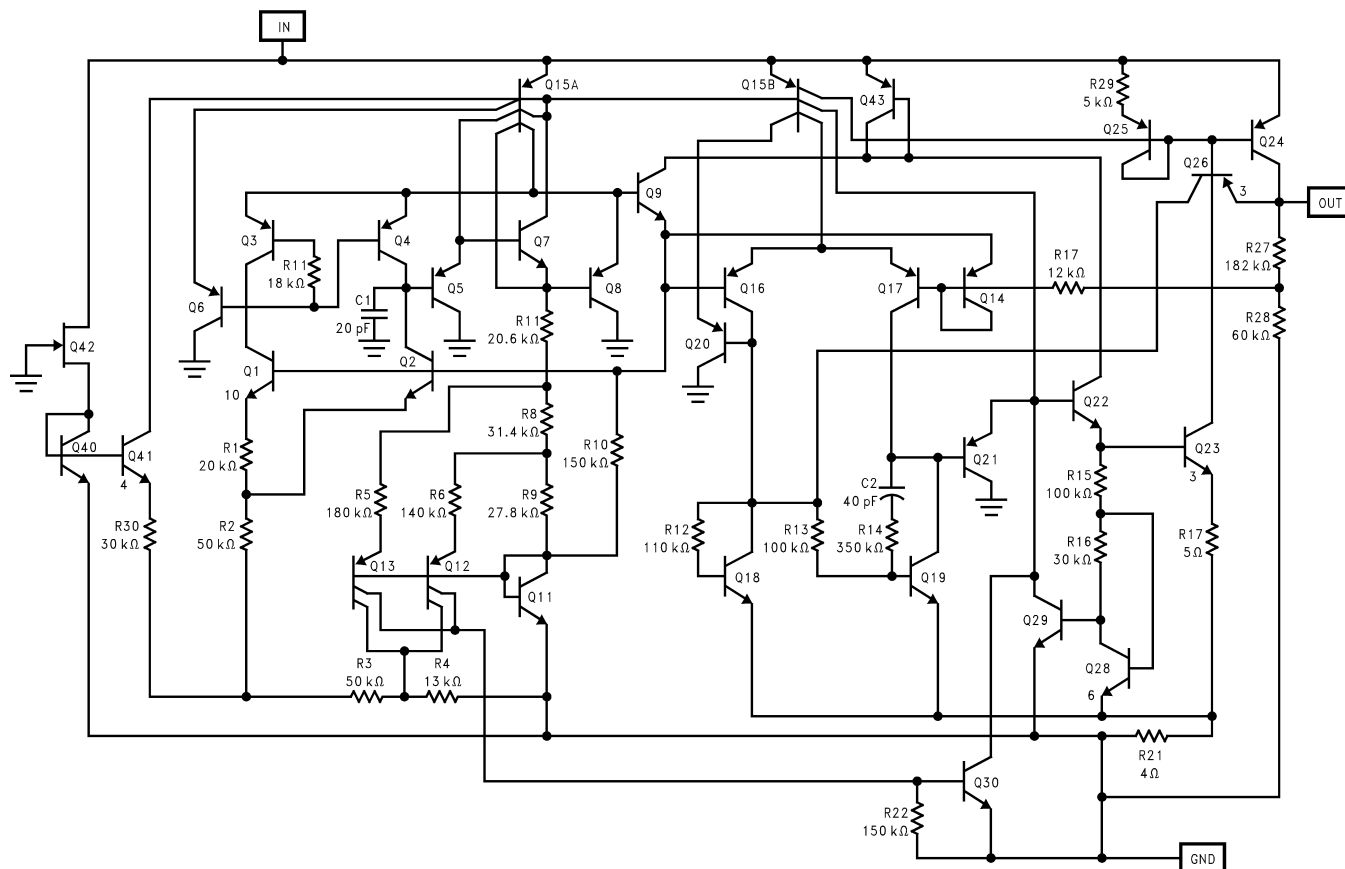 IN
Q15A
Q15B
Q43
R29
5 kΩ
Q25
Q24
Q26
3
OUT
Q9
Q3
R11
18 kΩ
Q4
Q7
Q6
C1
20 pF
Q5
Q8
Q16
Q17
Q14
R17
12 kΩ
R27
182 kΩ
R28
60 kΩ
Q42
Q1
10
Q2
R11
20.6 kΩ
Q20
R8
31.4 kΩ
R10
150 kΩ
Q22
Q40
Q41
4
R1
20 kΩ
Q21
Q23
3
R5
180 kΩ
R6
140 kΩ
R9
27.8 kΩ
C2
40 pF
R15
100 kΩ
R30
30 kΩ
R2
50 kΩ
R12
110 kΩ
R13
100 kΩ
R14
350 kΩ
R16
30 kΩ
R17
5Ω
Q13
Q12
Q11
Q18
Q19
Q29
Q28
6
R3
50 kΩ
R4
13 kΩ
R21
4Ω
Q30
R22
150 kΩ
GND